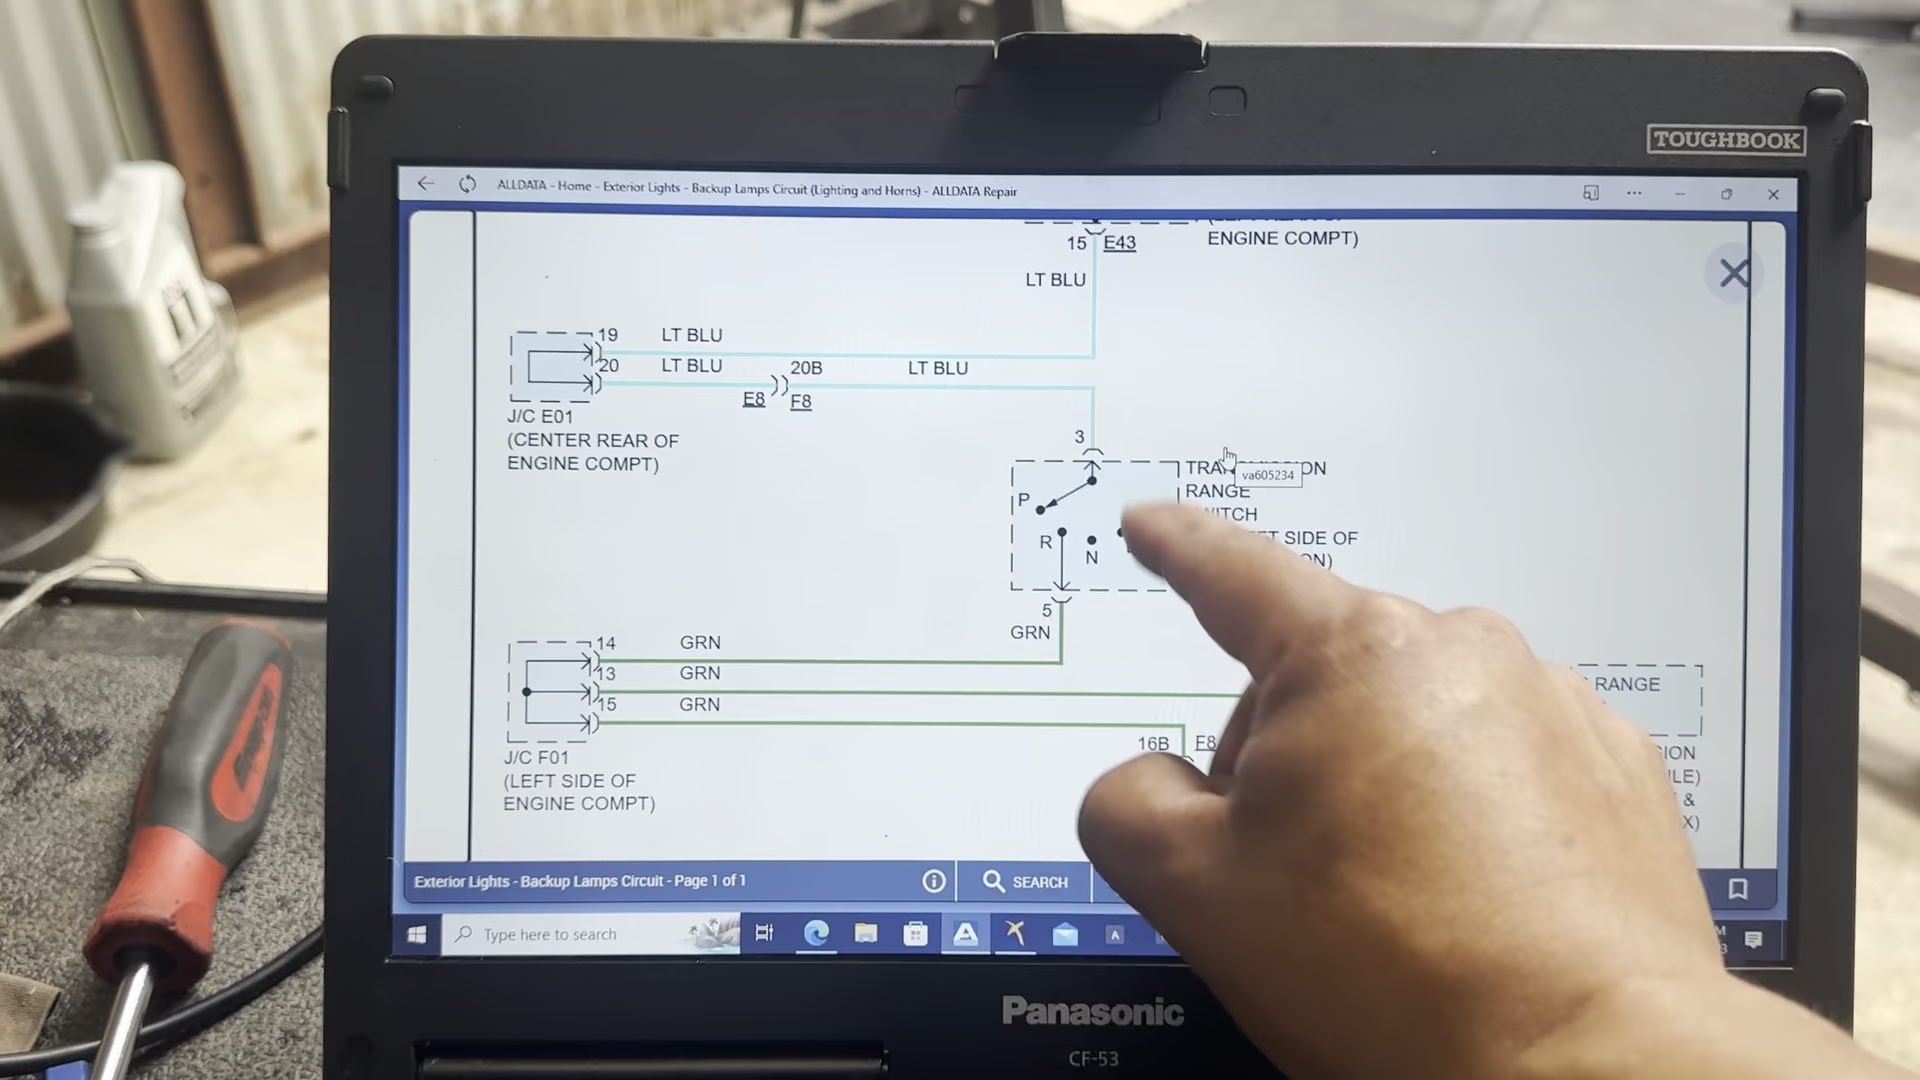 TOUGHBOOK
ALLDATA - Home - Exterior Lights - Backup Lamps Circuit (Lighting and Horns) - ALLDATA Repair
15 E43
ENGINE COMPT)
LT BLU
19 LT BLU
20 LT BLU 20B LT BLU
E8 F8
J/C E01
(CENTER REAR OF
ENGINE COMPT)
3
va605234
RANGE
P
R
N
SIDE OF
5
GRN
14 GRN
13 GRN
15 GRN
16B
J/C F01
(LEFT SIDE OF
ENGINE COMPT)
RANGE
&
Exterior Lights - Backup Lamps Circuit - Page 1 of 1
SEARCH
Type here to search
A
Panasonic
CF-53